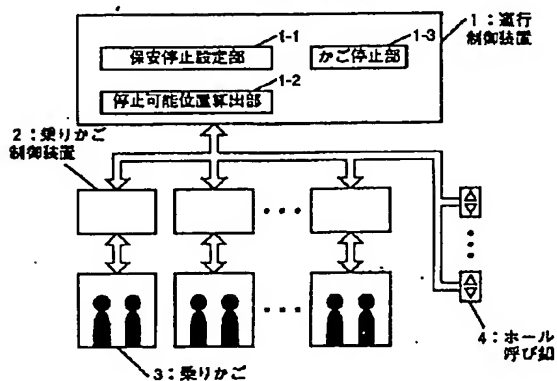 1-1
1-3
1：運行
制御装置
保安停止設定部
かご停止部
1-2
停止可能位置算出部
2：乗りかご
制御装置
4：ホール
呼び釦
3：乗りかご